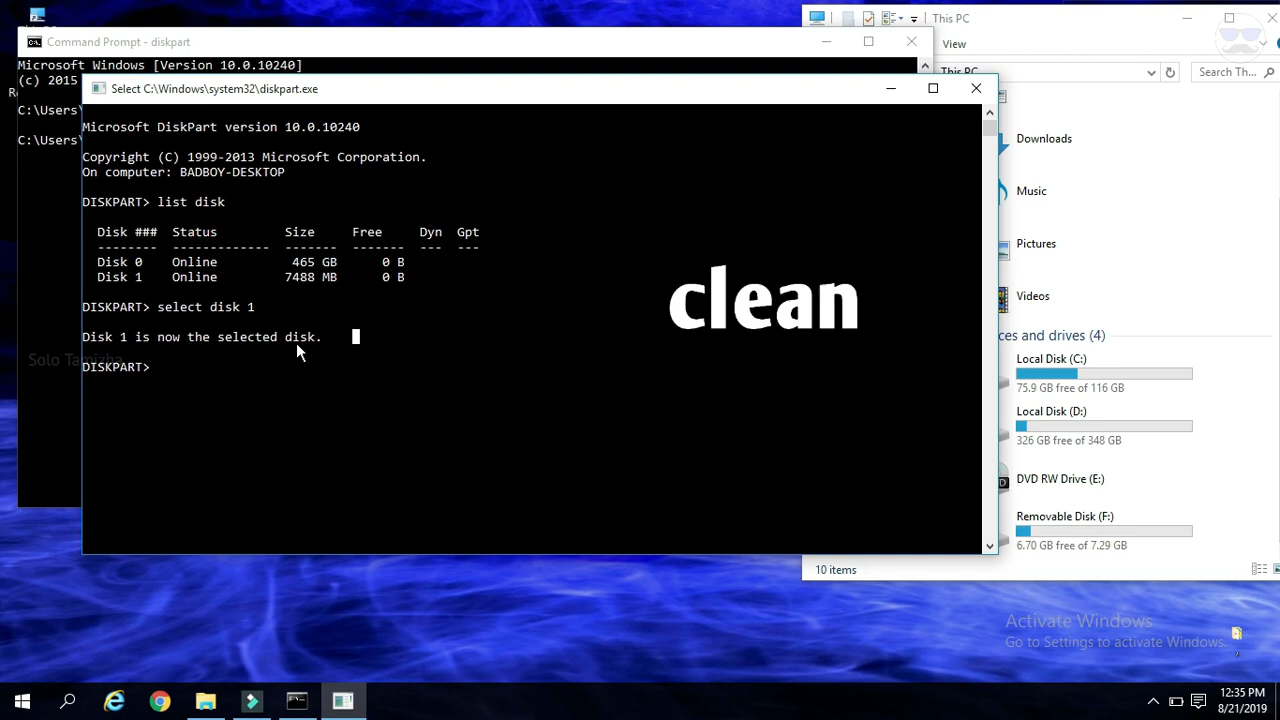 Command Prompt - diskpart
Microsoft Windows [Version 10.0.10240]
(c) 2015
C:\Users\
C:\Users\
Select C:\Windows\system32\diskpart.exe
Microsoft DiskPart version 10.0.10240
Copyright (C) 1999-2013 Microsoft Corporation.
On computer: BADBOY-DESKTOP
DISKPART> list disk
Disk ### Status Size Free Dyn Gpt
-------- ------------- ------- ------- --- ---
Disk 0 Online 465 GB 0 B
Disk 1 Online 7488 MB 0 B
DISKPART> select disk 1
Disk 1 is now the selected disk.
DISKPART>
clean
Solo Tamizha
This PC
View
This PC
Search Th...
Downloads
Music
Pictures
Videos
ces and drives (4)
Local Disk (C:)
75.9 GB free of 116 GB
Local Disk (D:)
326 GB free of 348 GB
DVD RW Drive (E:)
Removable Disk (F:)
6.70 GB free of 7.29 GB
10 items
Activate Windows
Go to Settings to activate Windows.
12:35 PM
8/21/2019